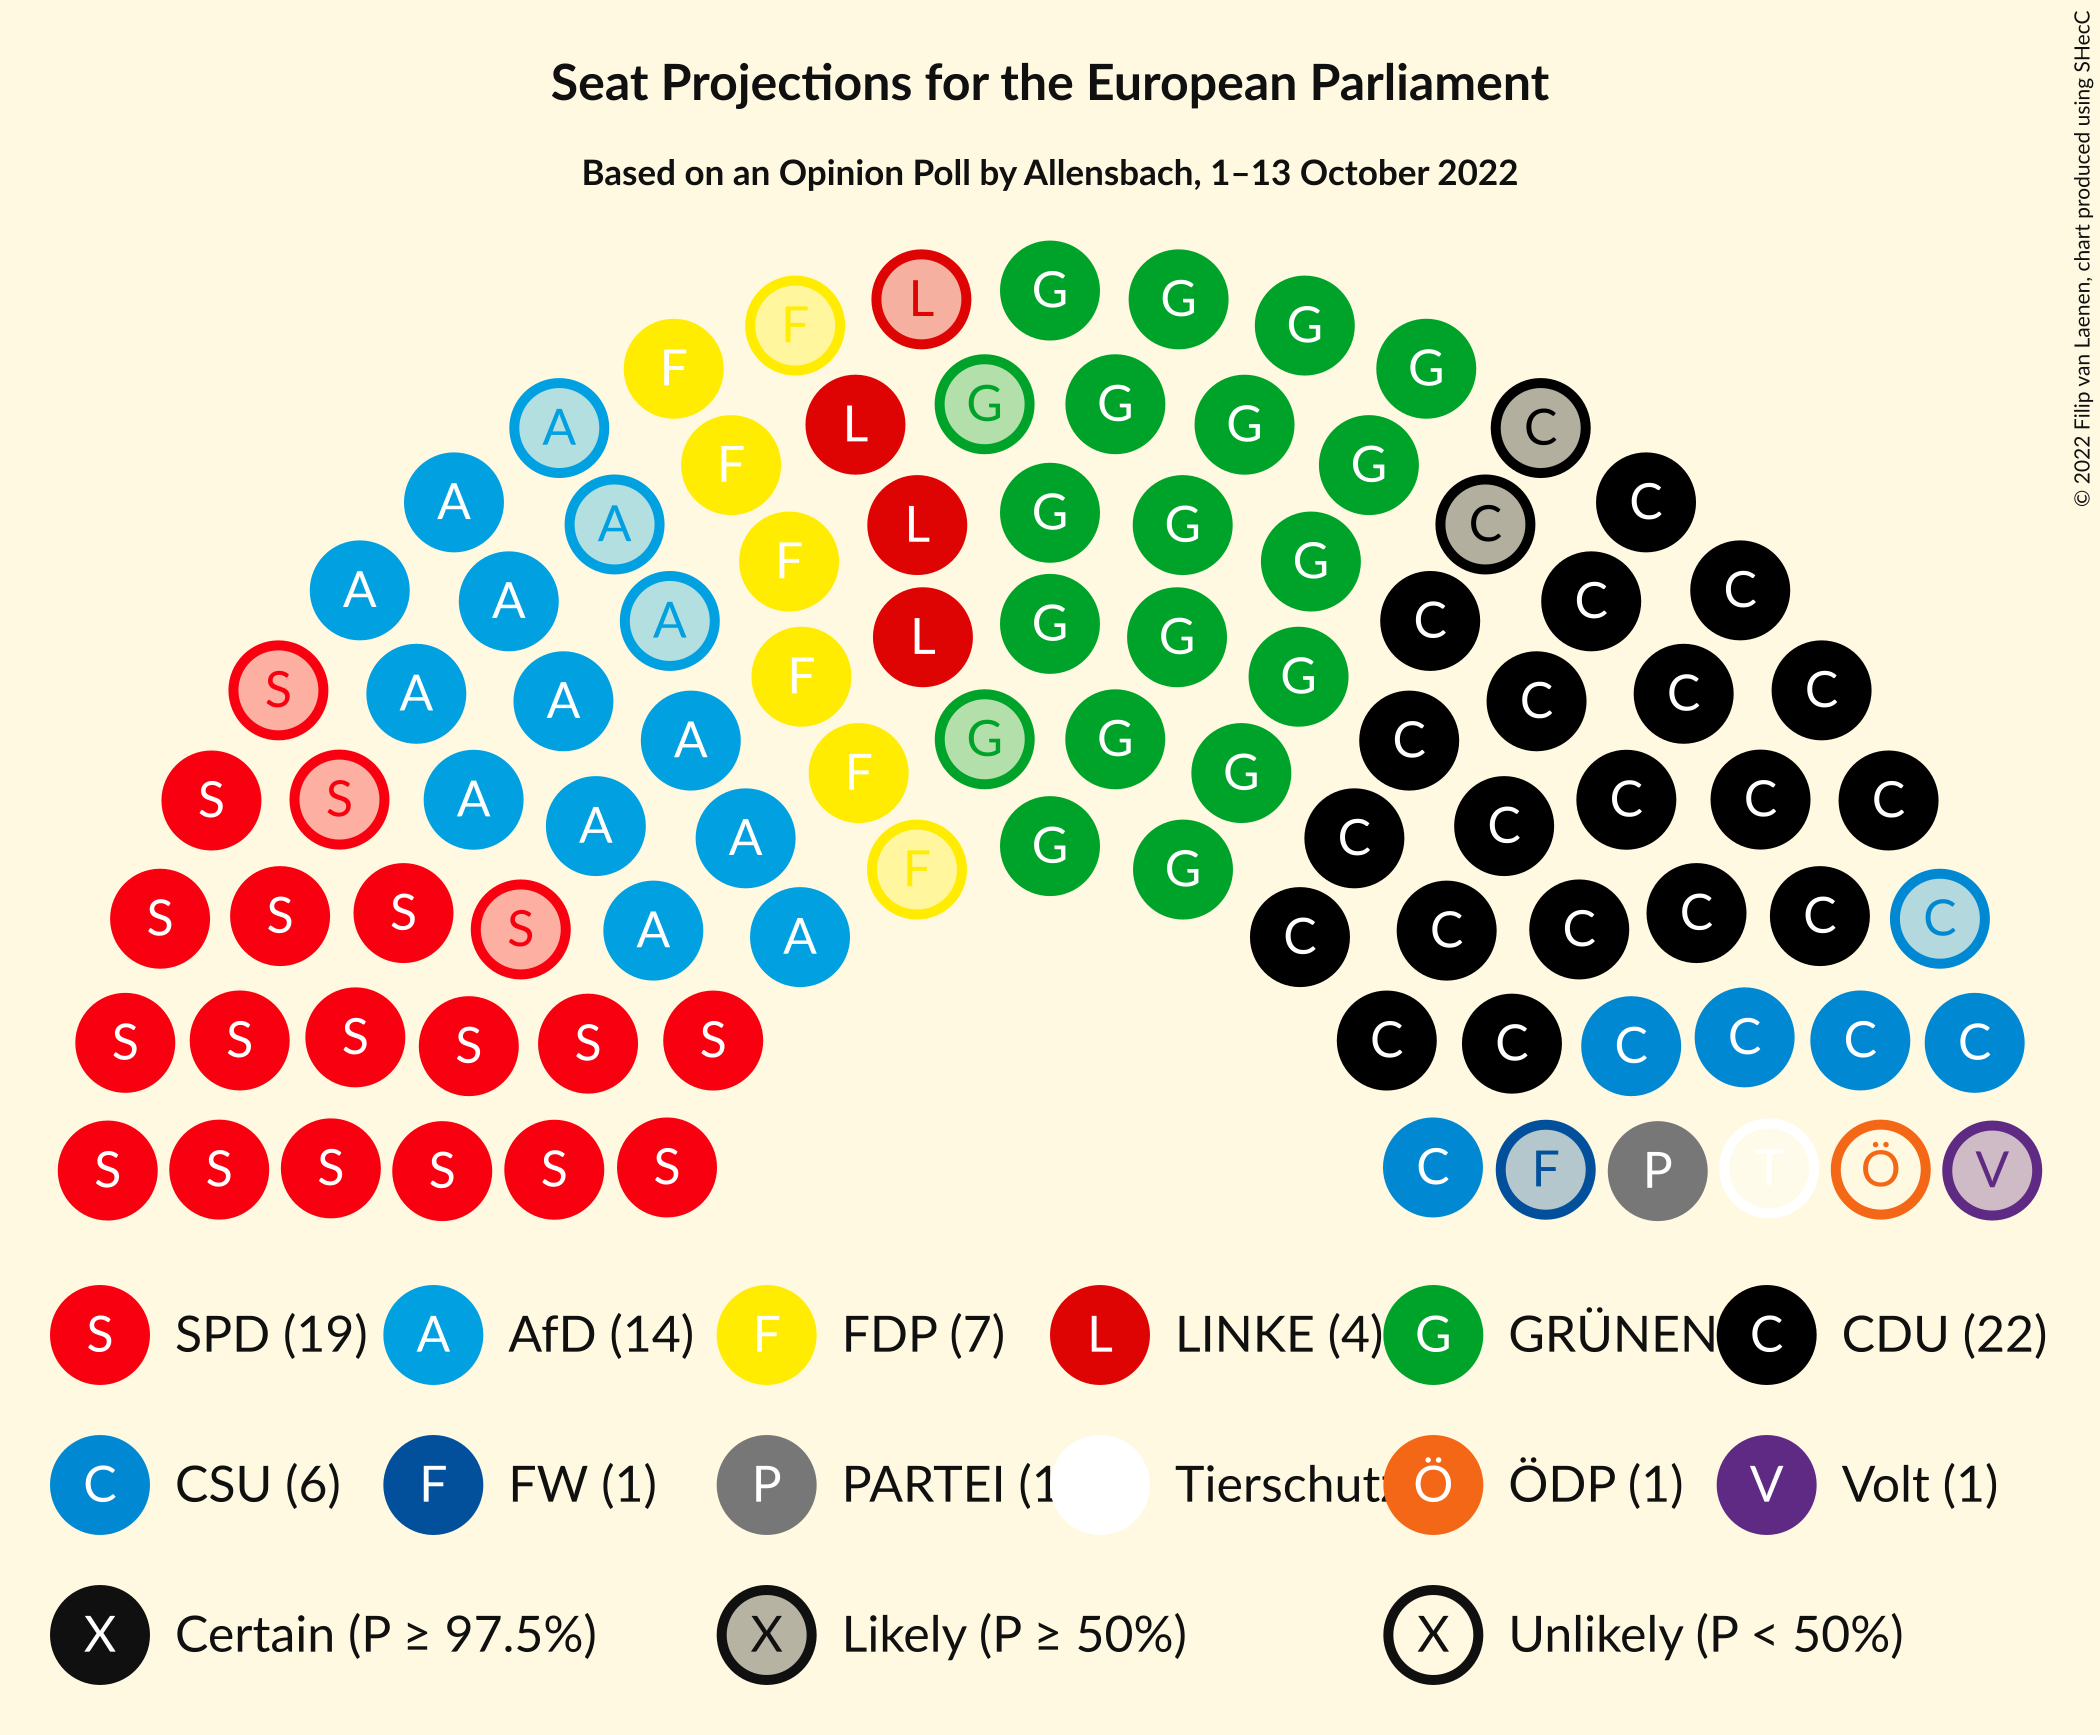 Seat Projections for the European Parliament
Based on an Opinion Poll by Allensbach, 1–13 October 2022
© 2022 Filip van Laenen, chart produced using SHecC
L G G G G
F G G G G
F L G C
A F L G G G C C
A A F G C C
A A A F L G G G C C C
S A A A G G G C C C C
S S A A A F G G C C C C C
S S S S A A F G G C C C C C C
S S S S S S C C C C C C
S S S S S S C F P T Ö V
S SPD (19) A AfD (14) F FDP (7) L LINKE (4) G GRÜNEN C CDU (22)
C CSU (6) F FW (1) P PARTEI (1 Tierschutz Ö ÖDP (1) V Volt (1)
X Certain (P ≥ 97.5%) X Likely (P ≥ 50%) X Unlikely (P < 50%)